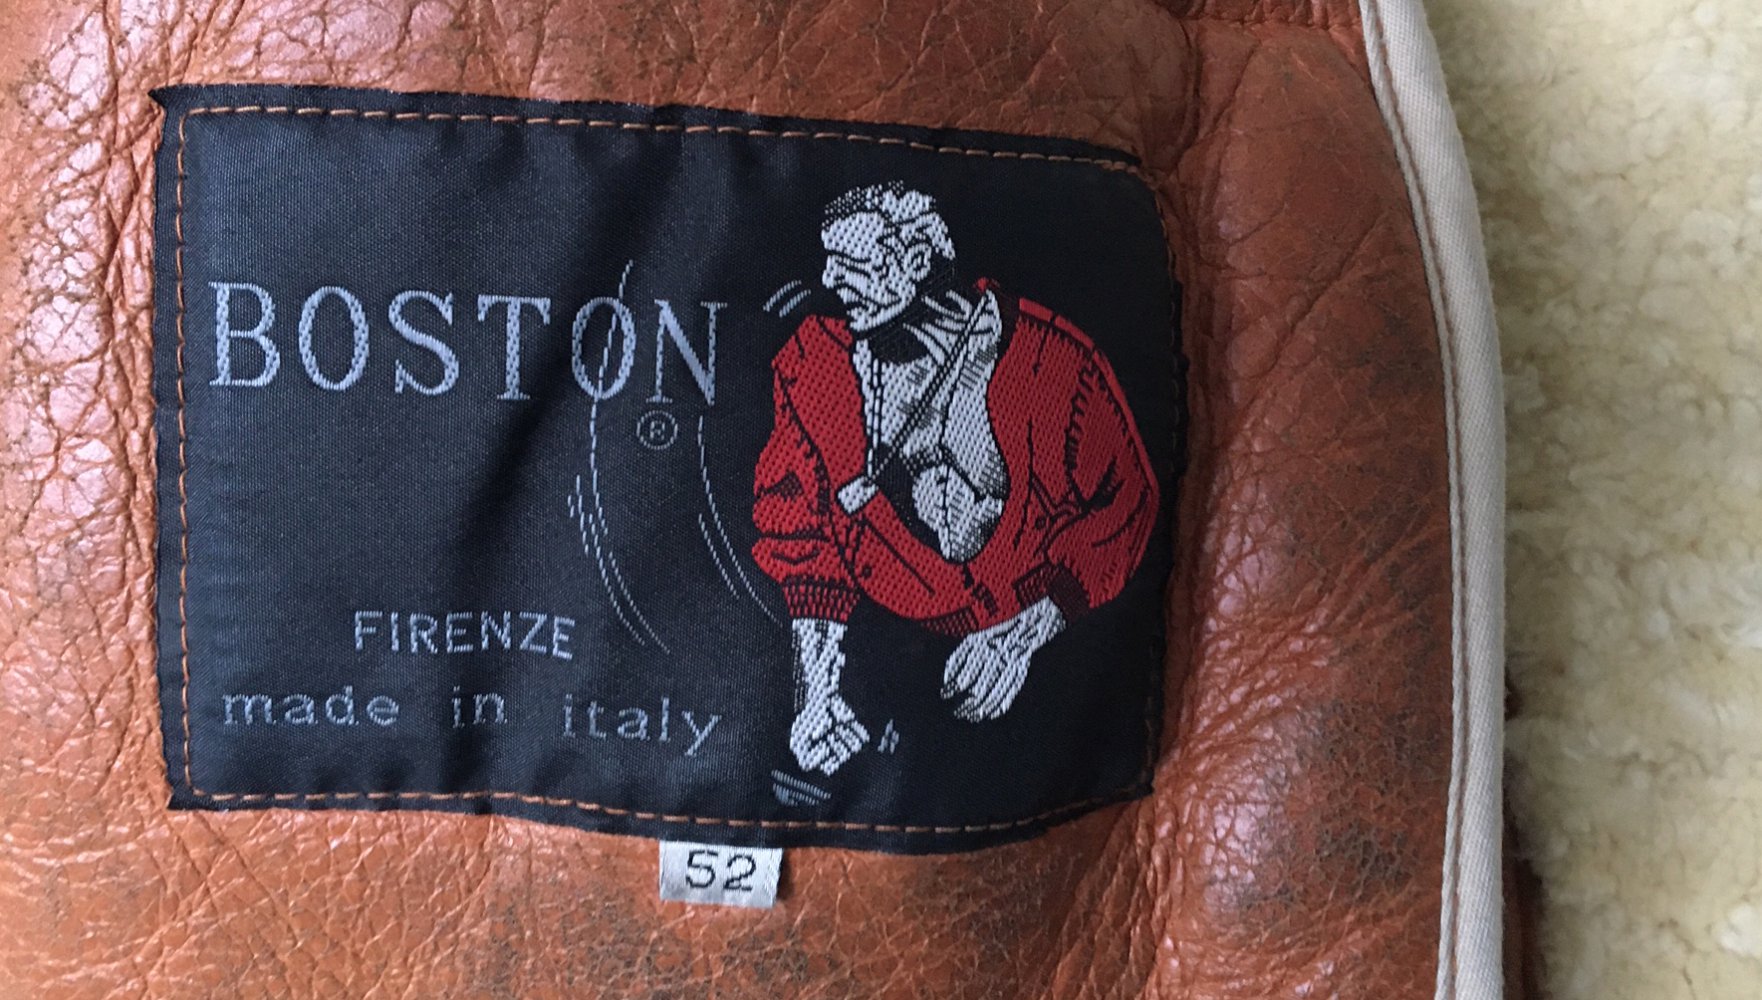 BOSTON
®
FIRENZE
made in italy
52